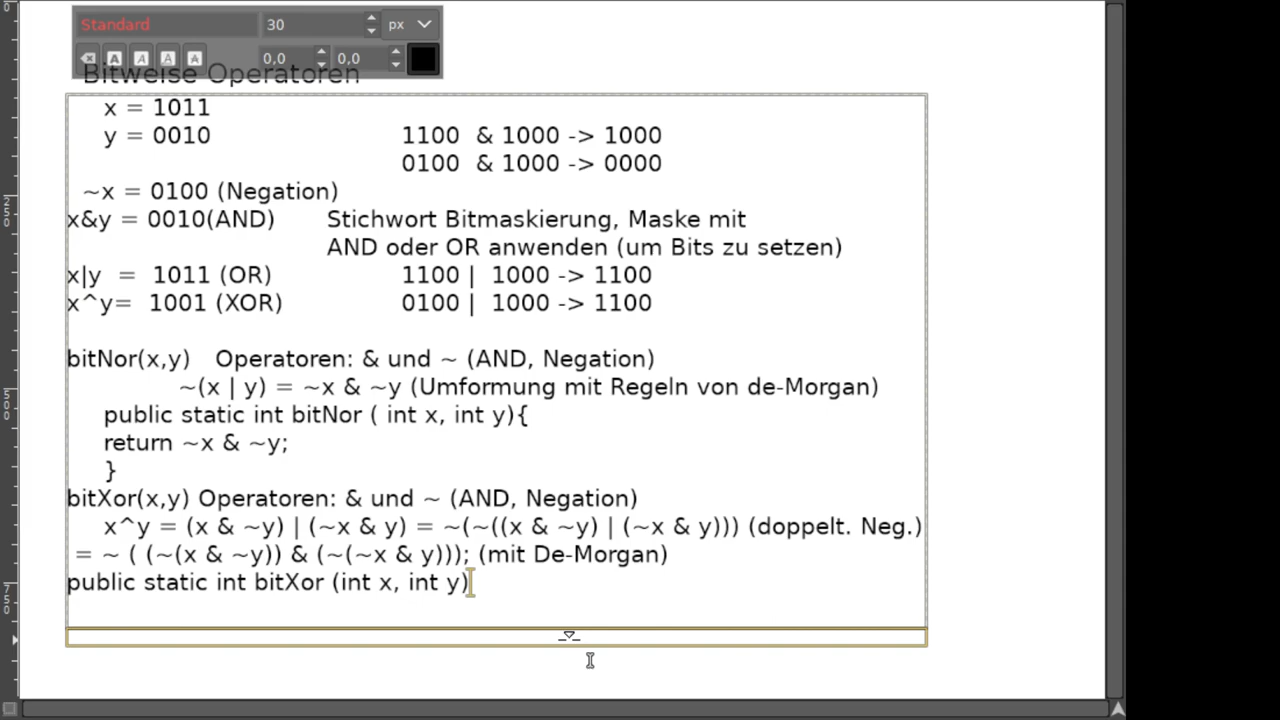 0
Standard 30 px
A A A A 0,0 0,0
Bitweise Operatoren
x = 1011
y = 0010 1100 & 1000 -> 1000
0100 & 1000 -> 0000
~x = 0100 (Negation)
250
x&y = 0010(AND) Stichwort Bitmaskierung, Maske mit
AND oder OR anwenden (um Bits zu setzen)
x|y = 1011 (OR) 1100 | 1000 -> 1100
x^y= 1001 (XOR) 0100 | 1000 -> 1100
bitNor(x,y) Operatoren: & und ~ (AND, Negation)
500
~(x | y) = ~x & ~y (Umformung mit Regeln von de-Morgan)
public static int bitNor ( int x, int y){
return ~x & ~y;
}
bitXor(x,y) Operatoren: & und ~ (AND, Negation)
x^y = (x & ~y) | (~x & y) = ~(~((x & ~y) | (~x & y))) (doppelt. Neg.)
= ~ ( (~(x & ~y)) & (~(~x & y))); (mit De-Morgan)
public static int bitXor (int x, int y)
750